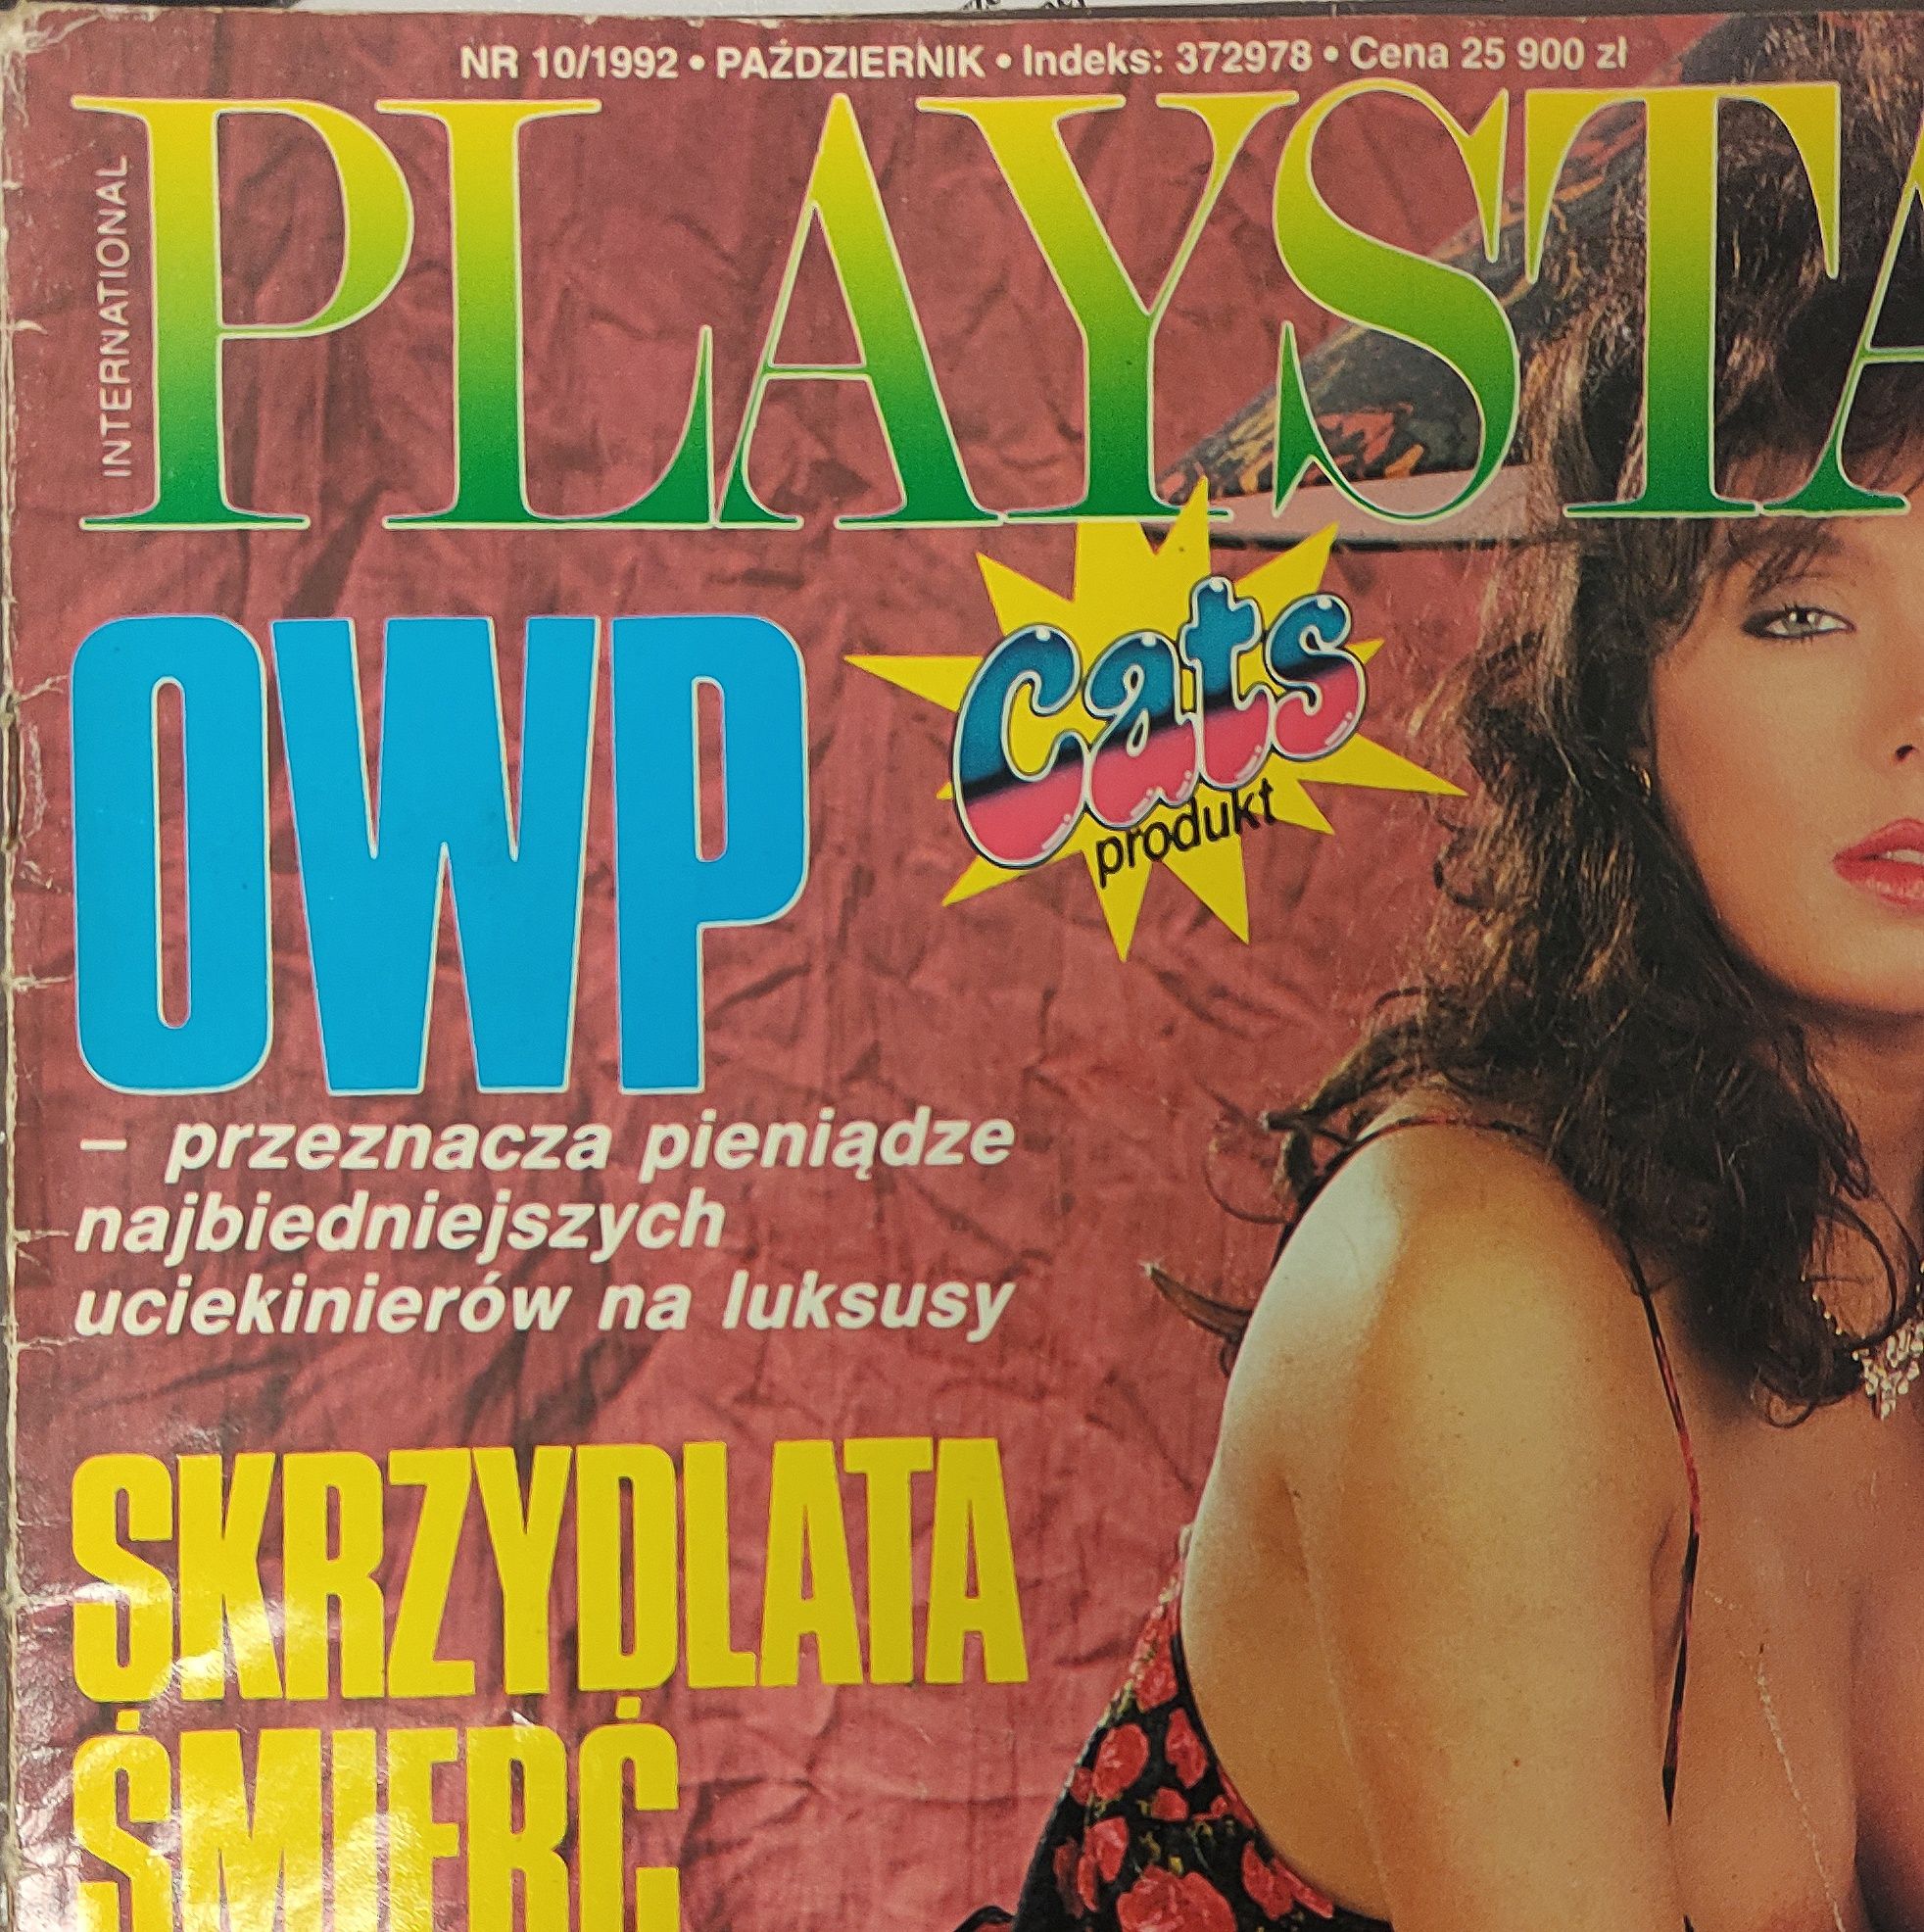 NR 10/1992 • PAŹDZIERNIK • Indeks: 372978 • Cena 25 900 zł
INTERNATIONAL
PLAYSTA
OWP
cats
produkt
– przeznacza pieniądze
najbiedniejszych
uciekinierów na luksusy
SKRZYDLATA
ŚMIERĆ